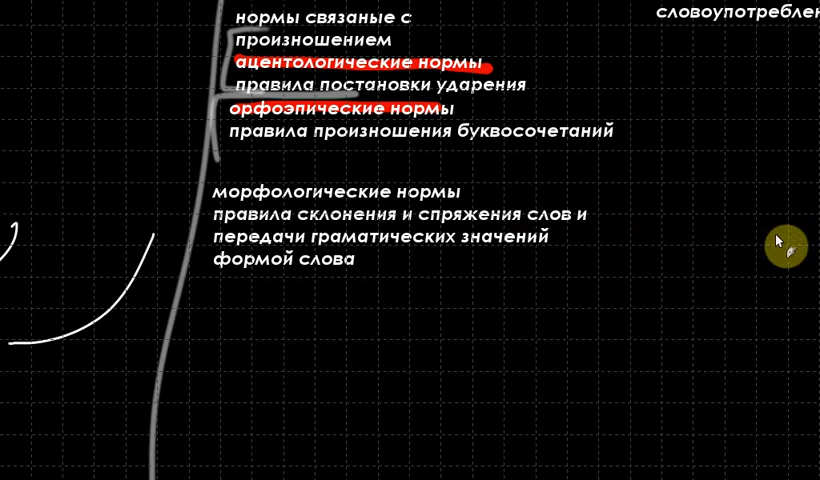 нормы связаные с
словоупотреблен
произношением
ацентологические нормы
правила постановки ударения
орфоэпические нормы
правила произношения буквосочетаний
морфологические нормы
правила склонения и спряжения слов и
передачи граматических значений
формой слова